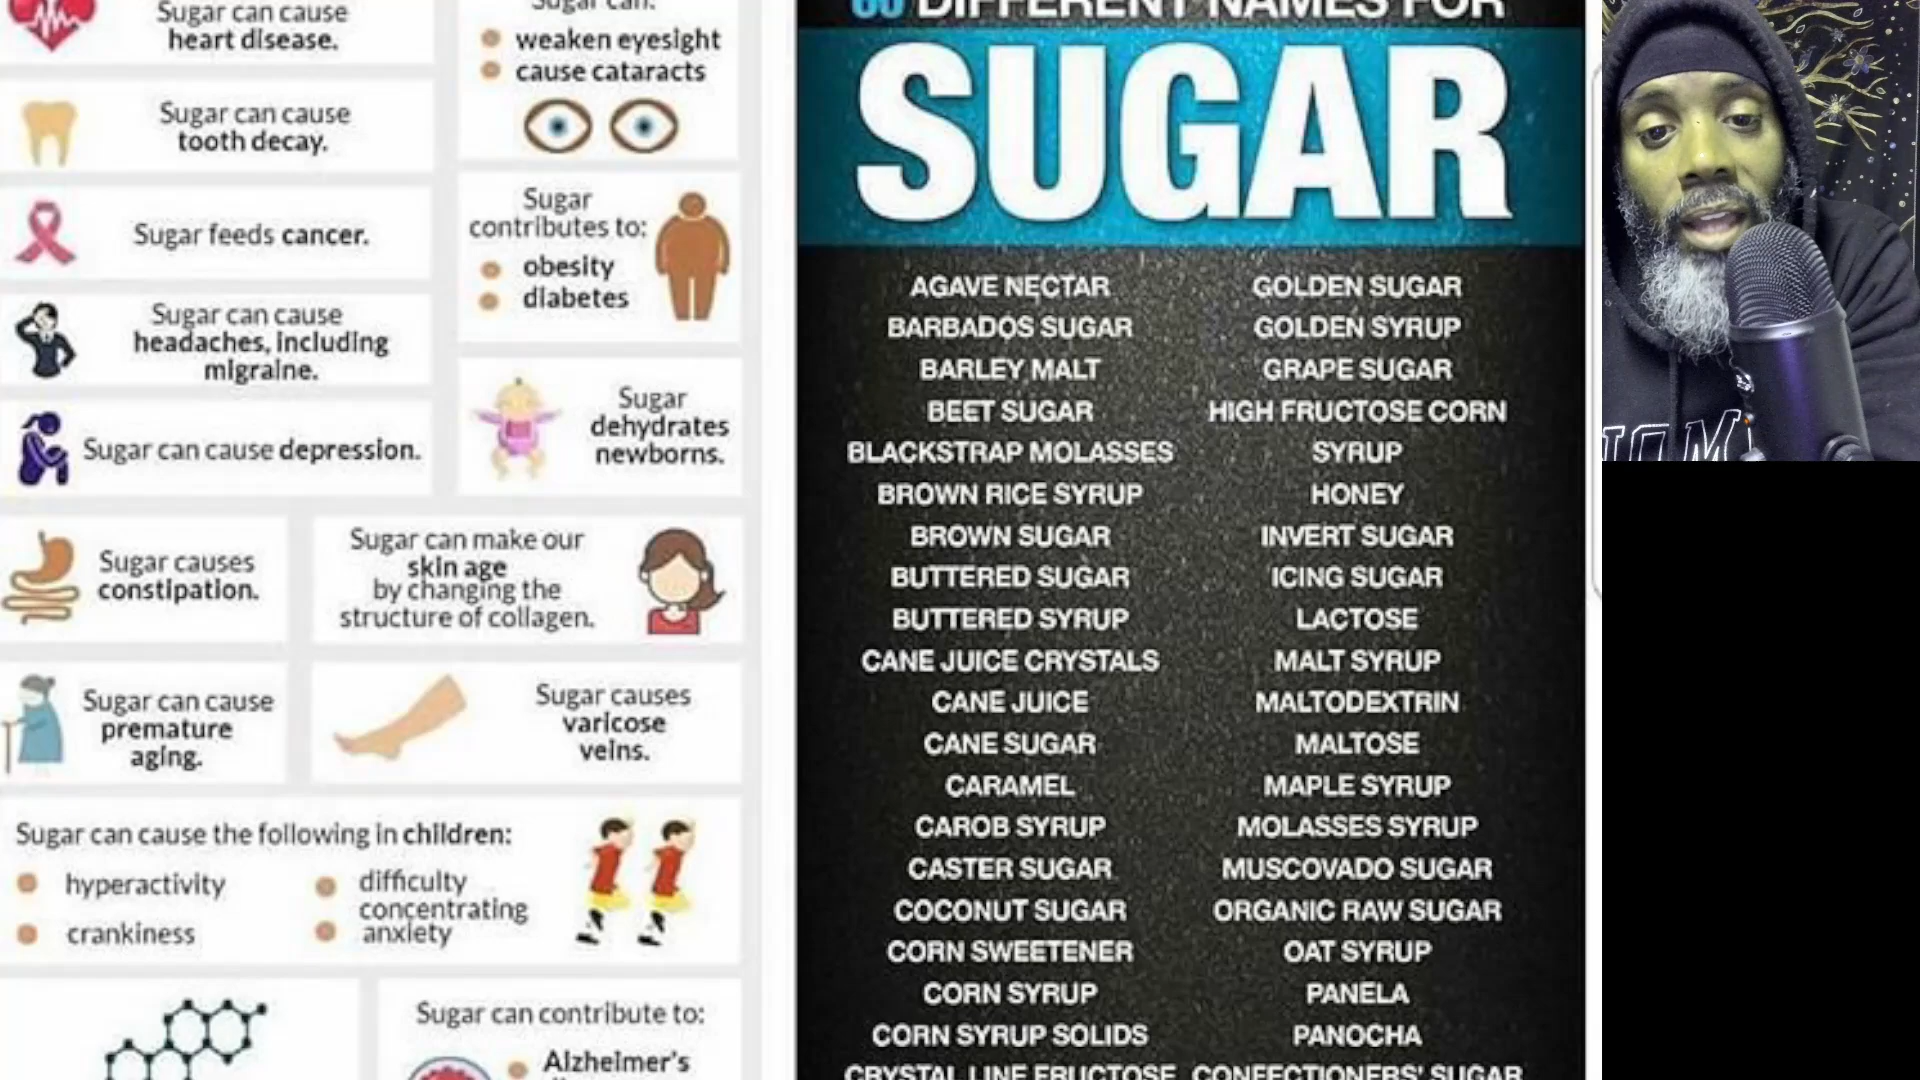 Sugar can cause
heart disease.
Sugar can cause
tooth decay.
Sugar feeds cancer.
Sugar can cause
headaches, including
migraine.
Sugar can cause depression.
Sugar can:
weaken eyesight
cause cataracts
Sugar
contributes to:
obesity
diabetes
Sugar
dehydrates
newborns.
Sugar causes
constipation.
Sugar can make our
skin age
by changing the
structure of collagen.
Sugar can cause
premature
aging.
Sugar causes
varicose
veins.
Sugar can cause the following in children:
hyperactivity
crankiness
difficulty
concentrating
anxiety
Sugar can contribute to:
Alzheimer's
DIFFERENT NAMES FOR
SUGAR
AGAVE NECTAR
BARBADOS SUGAR
BARLEY MALT
BEET SUGAR
BLACKSTRAP MOLASSES
BROWN RICE SYRUP
BROWN SUGAR
BUTTERED SUGAR
BUTTERED SYRUP
CANE JUICE CRYSTALS
CANE JUICE
CANE SUGAR
CARAMEL
CAROB SYRUP
CASTER SUGAR
COCONUT SUGAR
CORN SWEETENER
CORN SYRUP
CORN SYRUP SOLIDS
CRYSTAL LINE FRUCTOSE
GOLDEN SUGAR
GOLDEN SYRUP
GRAPE SUGAR
HIGH FRUCTOSE CORN
SYRUP
HONEY
INVERT SUGAR
ICING SUGAR
LACTOSE
MALT SYRUP
MALTODEXTRIN
MALTOSE
MAPLE SYRUP
MOLASSES SYRUP
MUSCOVADO SUGAR
ORGANIC RAW SUGAR
OAT SYRUP
PANELA
PANOCHA
CONFECTIONERS' SUGAR